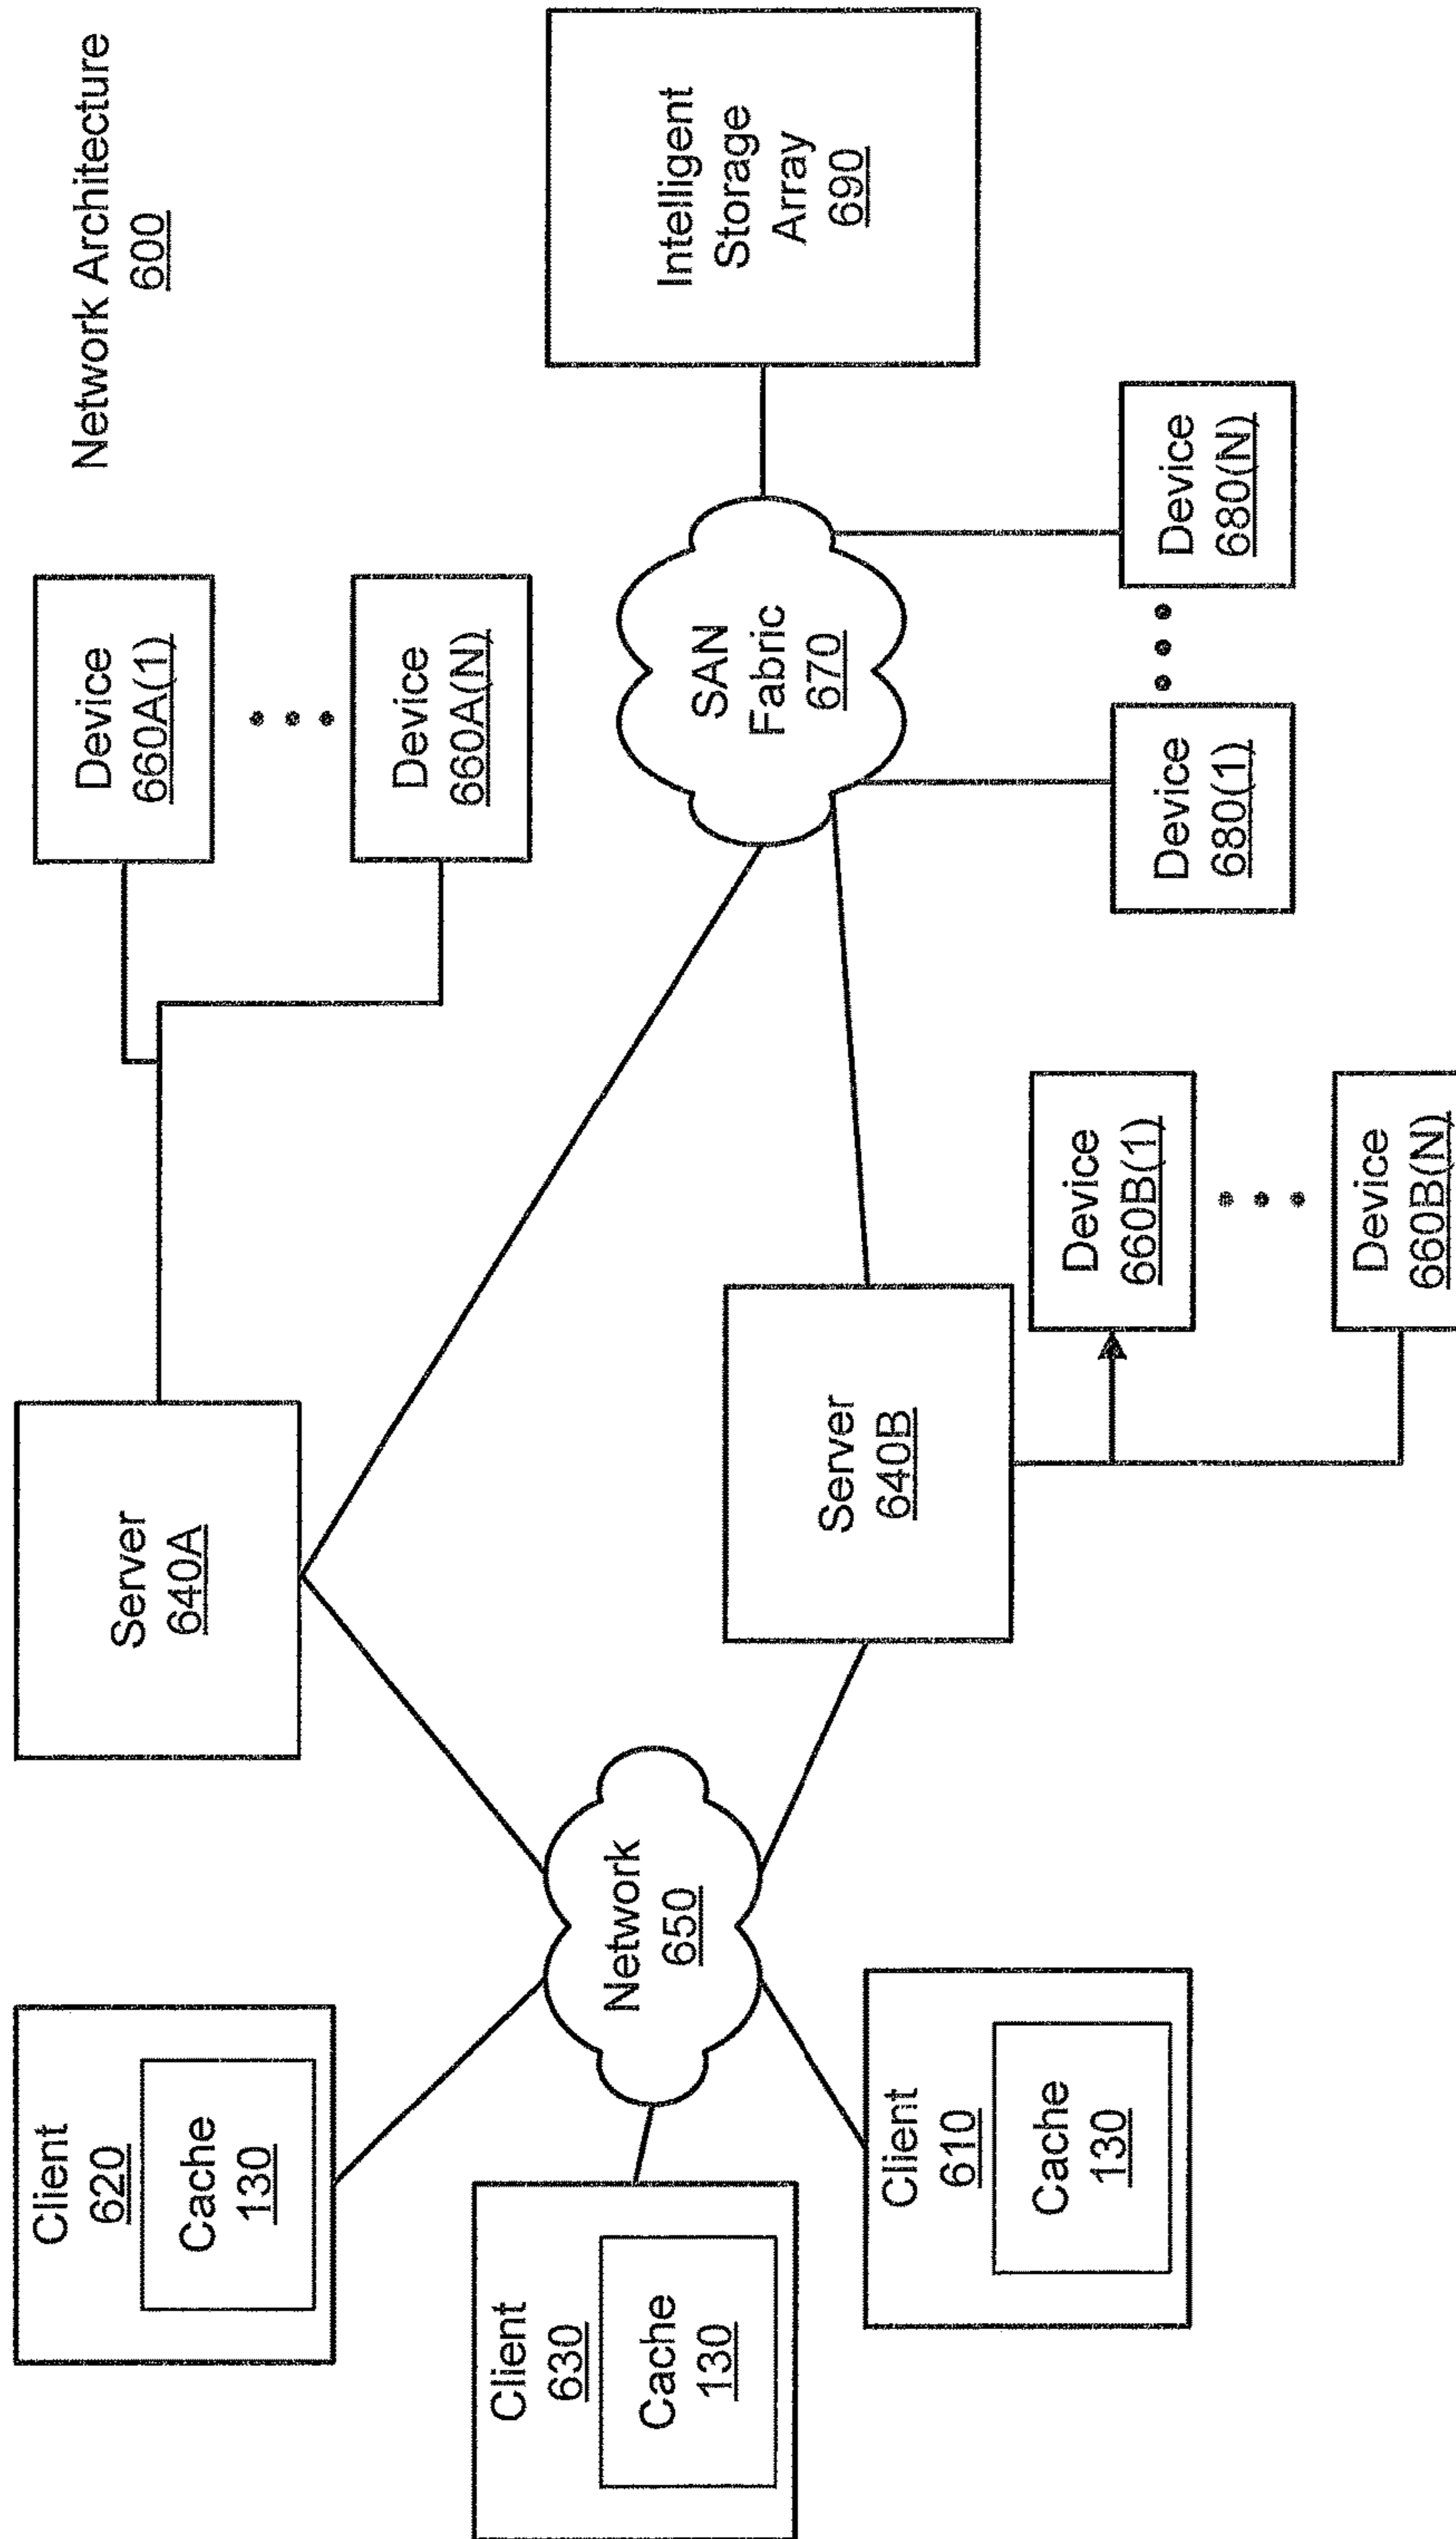 Network Architecture
600
Client
620
Cache
130
Client
630
Cache
130
Client
610
Cache
130
Network
650
Server
640A
Server
640B
Device
660A(1)
Device
660A(N)
Device
660B(1)
Device
660B(N)
SAN
Fabric
670
Device
680(1)
Device
680(N)
Intelligent
Storage
Array
690